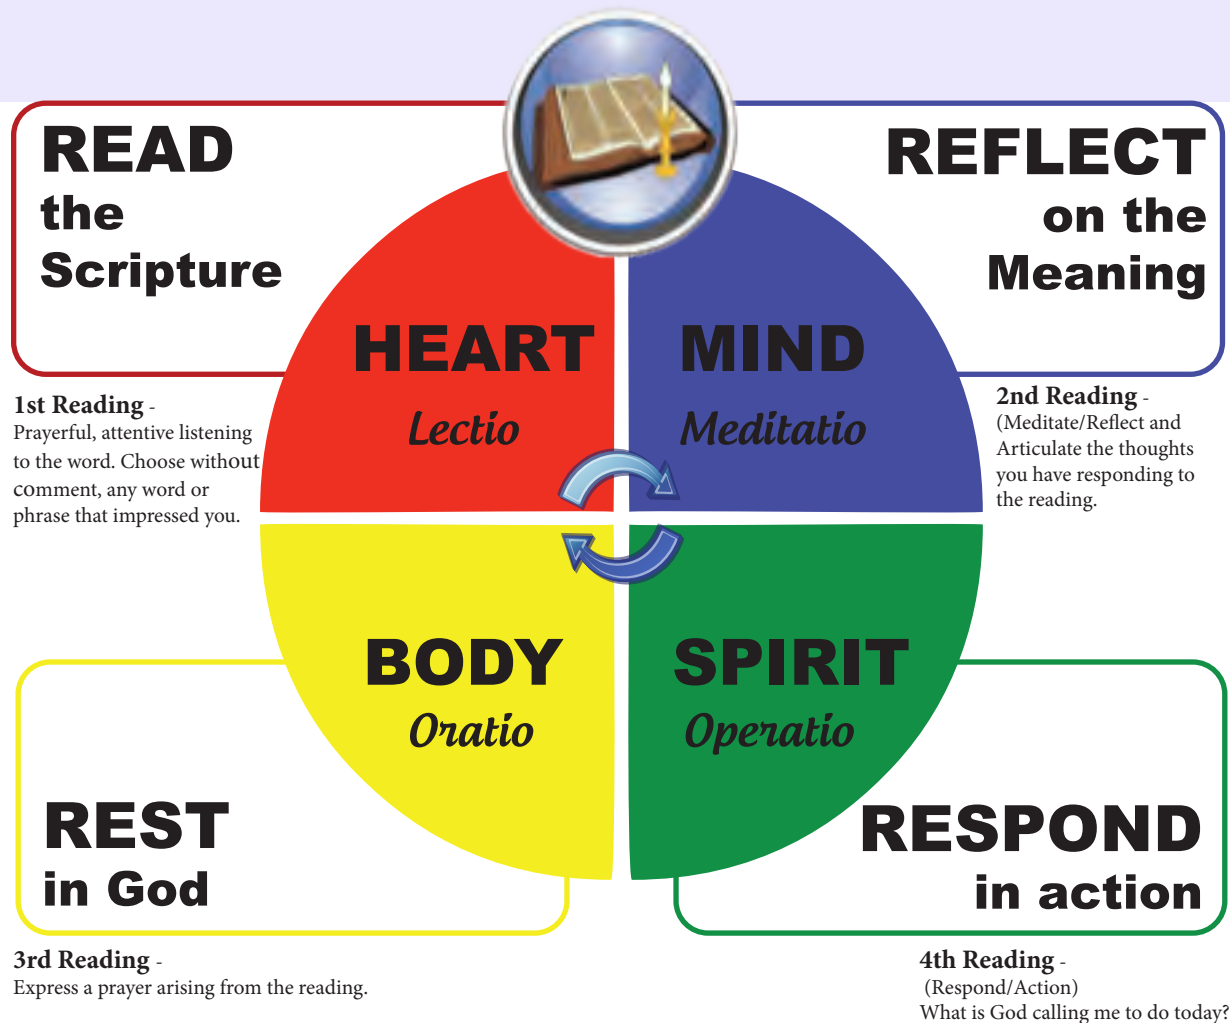 READ
the
Scripture
HEART
Lectio
1st Reading -
Prayerful, attentive listening
to the word. Choose without
comment, any word or
phrase that impressed you.
REFLECT
on the
Meaning
MIND
Meditatio
2nd Reading -
(Meditate/Reflect and
Articulate the thoughts
you have responding to
the reading.
BODY
Oratio
REST
in God
3rd Reading -
Express a prayer arising from the reading.
SPIRIT
Operatio
RESPOND
in action
4th Reading -
(Respond/Action)
What is God calling me to do today?